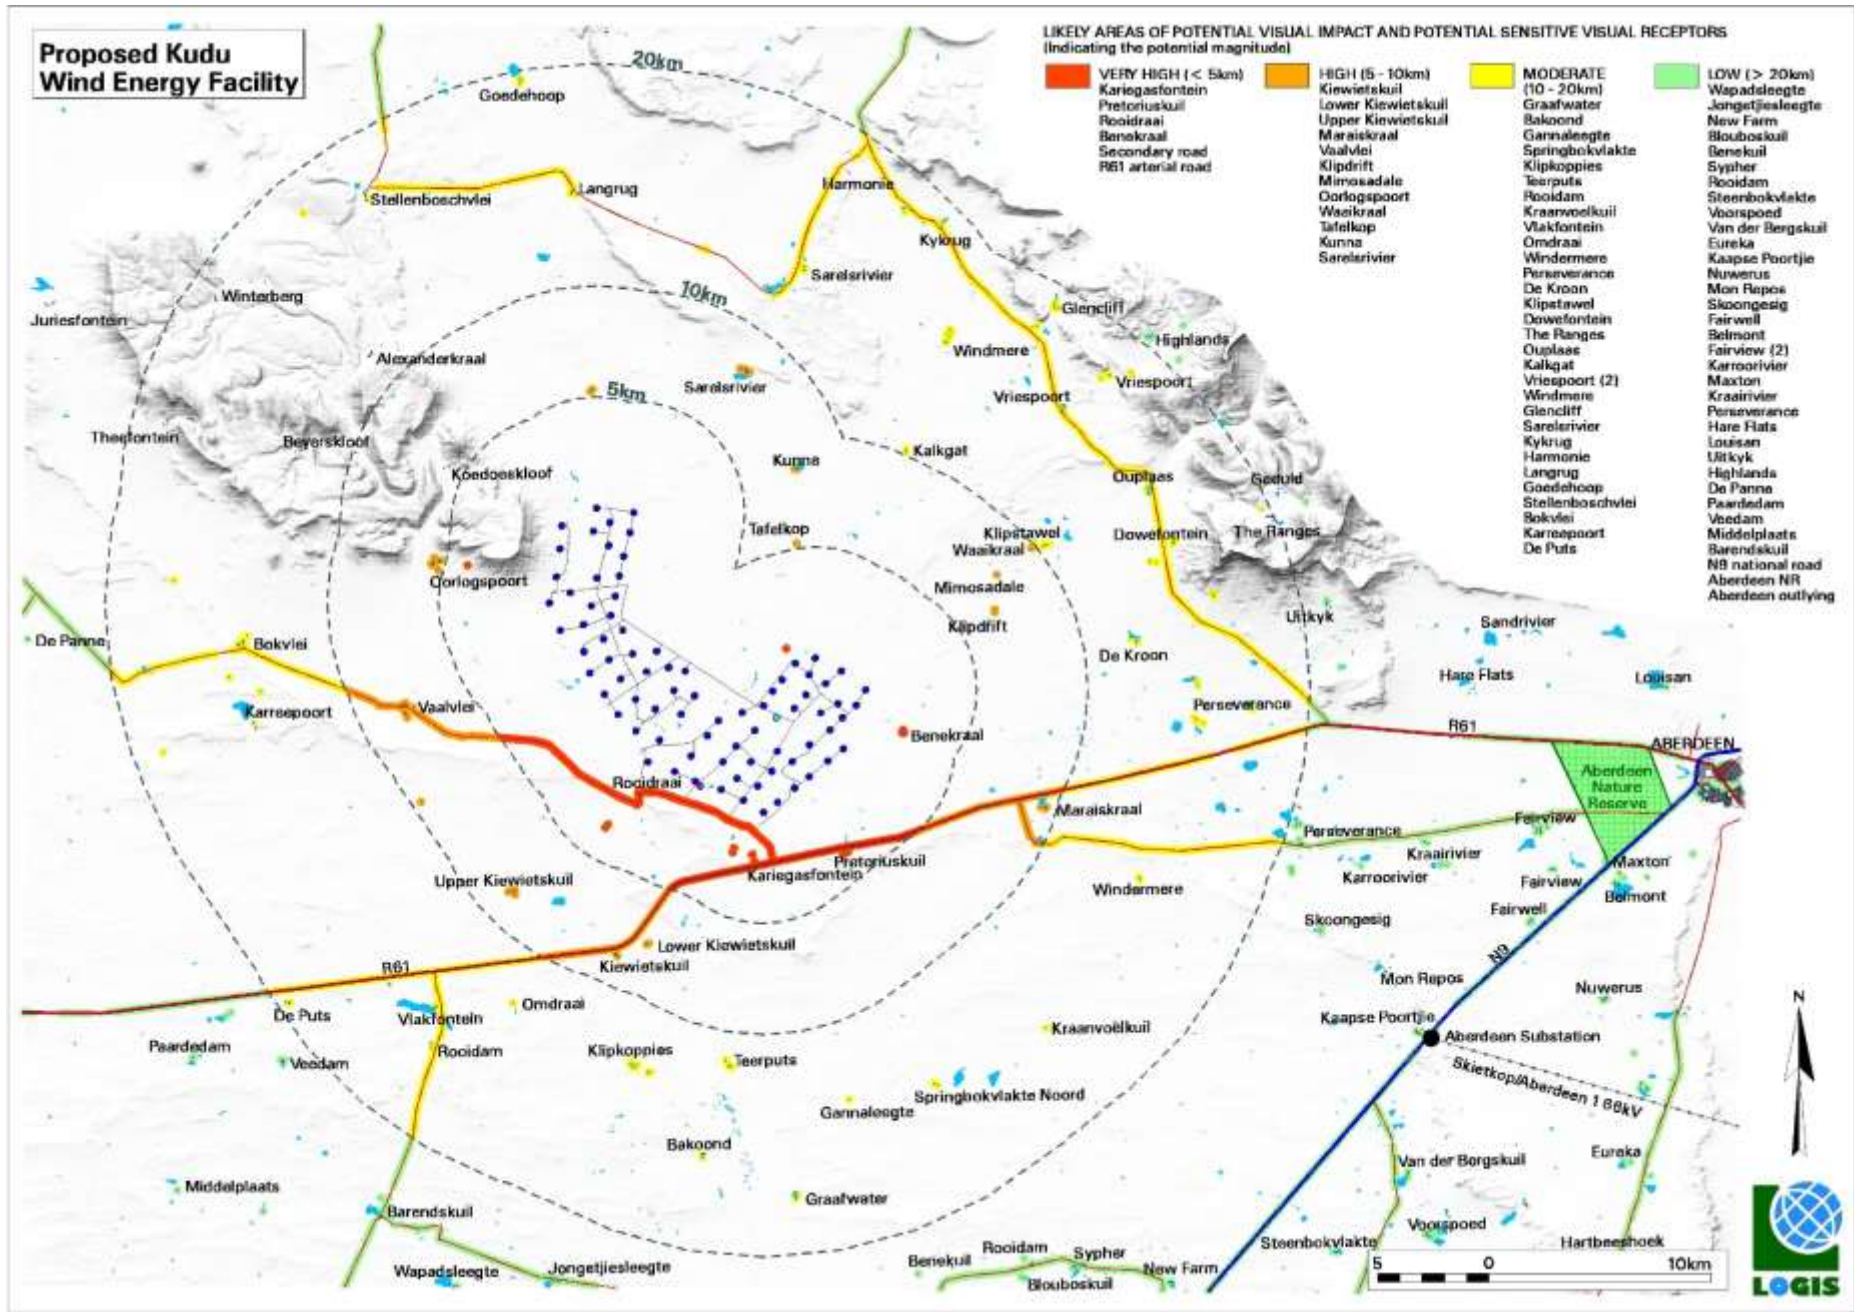 Proposed Kudu
Wind Energy Facility
LIKELY AREAS OF POTENTIAL VISUAL IMPACT AND POTENTIAL SENSITIVE VISUAL RECEPTORS
(Indicating the potential magnitude)
VERY HIGH (< 5km)
Kariegasfontein
Pretoriuskuil
Rooidraai
Benekraal
Secondary road
R61 arterial road
HIGH (5 - 10km)
Kiewietskuil
Lower Kiewietskuil
Upper Kiewietskuil
Maraiskraal
Vaalvlei
Klipdrift
Mimosadale
Oorlogspoort
Waaikraal
Tafelkop
Kunna
Sarelsrivier
MODERATE
(10 - 20km)
Graafwater
Bakoond
Gannaleegte
Springbokvlakte
Klipkoppies
Teerputs
Rooidam
Kraanvoelkuil
Vlakfontein
Omdraai
Windermere
Perseverance
De Kroon
Klipstawel
Dowefontein
The Ranges
Ouplaas
Kalkgat
Vriespoort (2)
Windmere
Glencliff
Sarelsrivier
Kykrug
Harmonie
Langrug
Goedehoop
Stellenboschvlei
Bokvlei
Karreepoort
De Puts
LOW (> 20km)
Wapadsleegte
Jongetjiesleegte
New Farm
Blouboskuil
Benekuil
Sypher
Rooidam
Steenbokvlakte
Voorspoed
Van der Bergskuil
Eureka
Kaapse Poortjie
Nuwerus
Mon Repos
Skoongesig
Fairwell
Belmont
Fairview (2)
Karroorivier
Maxton
Kraairivier
Perseverance
Hare Flats
Louisan
Uitkyk
Highlands
De Panne
Paardedam
Veedam
Middelplaats
Barendskuil
N9 national road
Aberdeen NR
Aberdeen outlying
20km
Goedehoop
Stellenboschvlei
Langrug
Harmonie
Kykrug
Sarelsrivier
10km
Winterberg
Juriesfontein
Glencliff
Highlands
Alexanderkraal
Windmere
Vriespoort
Sarelsrivier
5km
Vriespoort
Theefontein
Beyerskloof
Kalkgat
Koedoeskloof
Kunna
Ouplaas
Geduld
Tafelkop
Klipstawel
Waaikraal
Dowefontein
The Ranges
Oorlogspoort
Mimosadale
Klipdrift
Uitkyk
Sandrivier
De Panne
Bokvlei
De Kroon
Hare Flats
Louisan
Karreepoort
Vaalvlei
Perseverance
Benekraal
R61
ABERDEEN
Rooidraai
Aberdeen
Nature
Reserve
Maraiskraal
Perseverance
Fairview
Pretoriuskuil
Kariegasfontein
Kraairivier
Maxton
Upper Kiewietskuil
Windermere
Karroorivier
Fairview
Belmont
Skoongesig
Fairwell
Lower Kiewietskuil
Kiewietskuil
N9
R61
Mon Repos
Nuwerus
De Puts
Vlakfontein
Omdraai
Kraanvoëlkuil
Kaapse Poortjie
Aberdeen Substation
Paardedam
Veedam
Rooidam
Klipkoppies
Teerputs
Skietkop/Aberdeen 1 66kV
Springbokvlakte Noord
Gannaleegte
Bakoond
Van der Bergskuil
Eureka
Middelplaats
Graafwater
Barendskuil
Voorspoed
Steenbokvlakte
Hartbeeshoek
Wapadsleegte
Jongetjiesleegte
Benekuil
Rooidam
Sypher
Blouboskuil
New Farm
N
5
0
10km
LOGIS